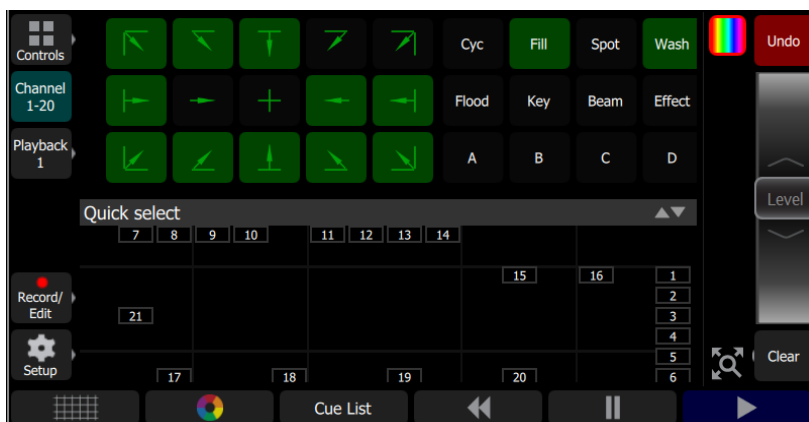 Controls
Cyc Fill Spot Wash
Undo
Channel
1-20
Flood Key Beam Effect
Playback
1
A B C D
Level
Quick select
7 8 9 10 11 12 13 14
15 16 1
2
21 3
4
5
17 18 19 20 6
Record/
Edit
Setup
Clear
Cue List